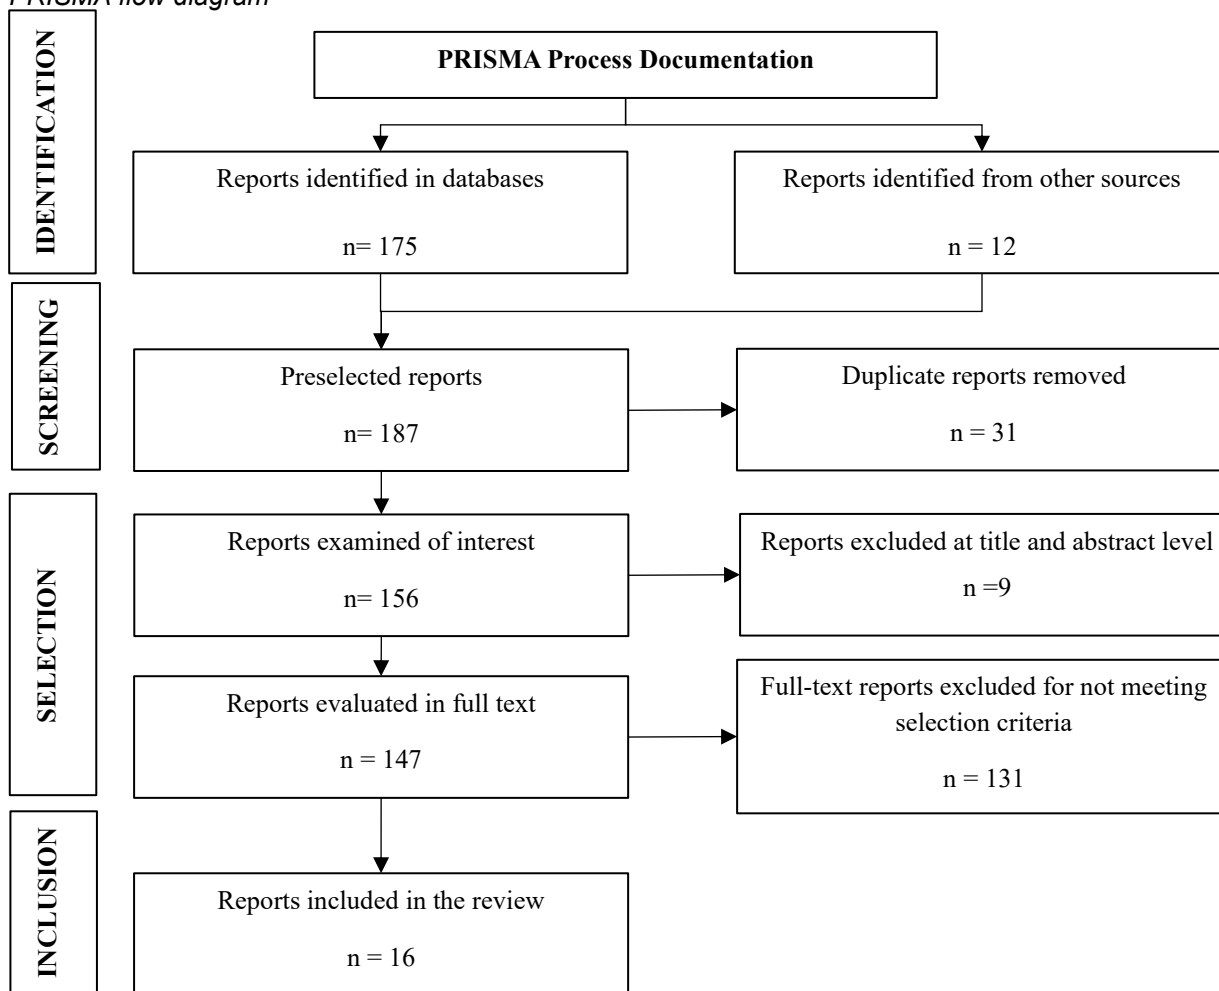 PRISMA flow diagram
IDENTIFICATION
PRISMA Process Documentation
Reports identified in databases
n= 175
Reports identified from other sources
n = 12
SCREENING
Preselected reports
n= 187
Duplicate reports removed
n = 31
SELECTION
Reports examined of interest
n= 156
Reports excluded at title and abstract level
n =9
Reports evaluated in full text
n = 147
Full-text reports excluded for not meeting
selection criteria
n = 131
INCLUSION
Reports included in the review
n = 16